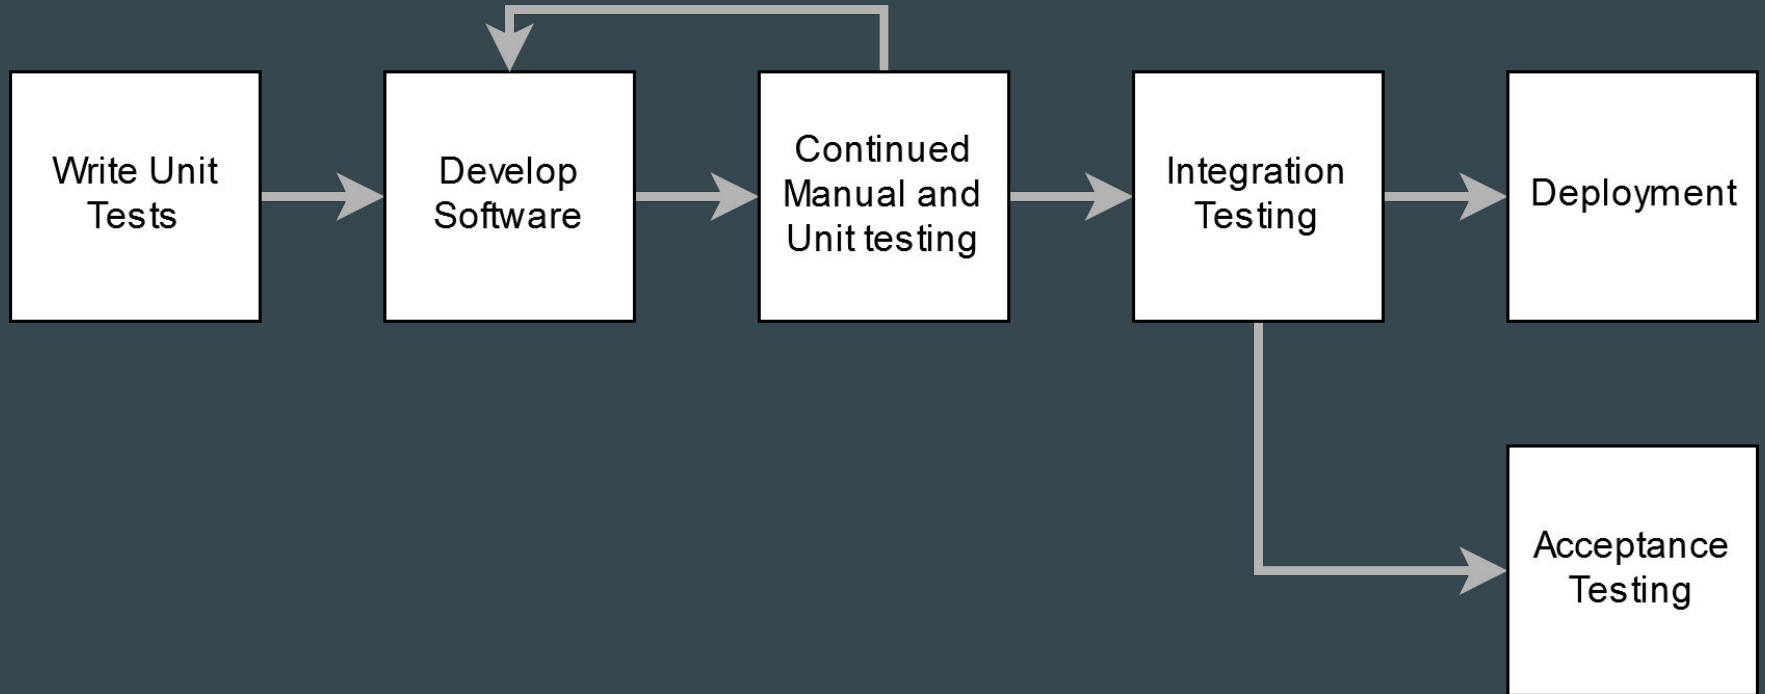 Write Unit
Tests
Develop
Software
Continued
Manual and
Unit testing
Integration
Testing
Deployment
Acceptance
Testing